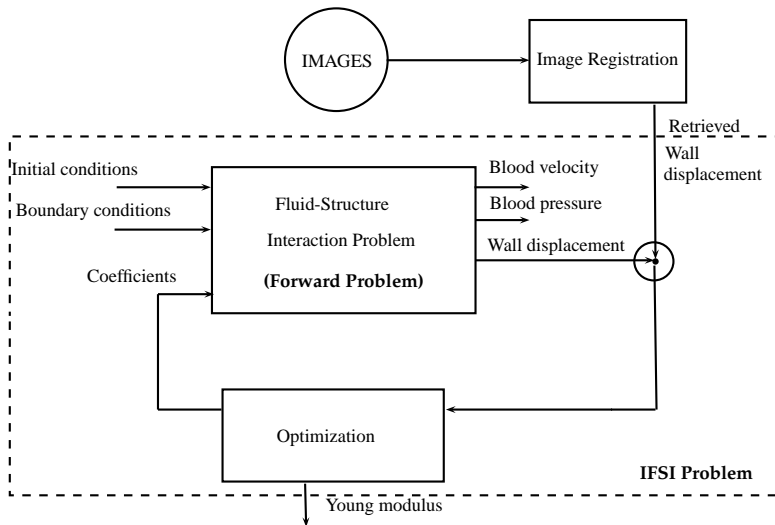 IMAGES
Image Registration
Retrieved
Wall
displacement
Initial conditions
Boundary conditions
Coefficients
Fluid-Structure
Interaction Problem
(Forward Problem)
Blood velocity
Blood pressure
Wall displacement
Optimization
IFSI Problem
Young modulus